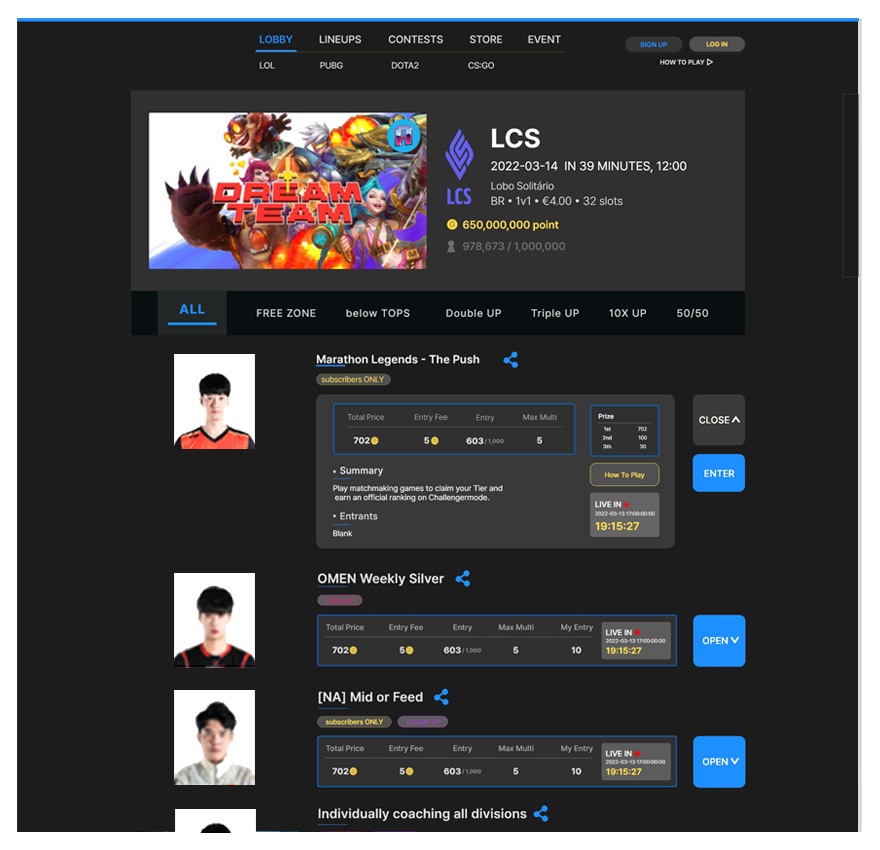 LOBBY LINEUPS CONTESTS STORE EVENT
SIGN UP LOG IN
LOL PUBG DOTA2 CS:GO
HOW TO PLAY
DREAM
TEAM
LCS
LCS
2022-03-14 IN 39 MINUTES, 12:00
Lobo Solitário
BR • 1v1 • €4.00 • 32 slots
650,000,000 point
978,673 / 1,000,000
ALL FREE ZONE below TOPS Double UP Triple UP 10X UP 50/50
Marathon Legends - The Push
subscribers ONLY
Total Price Entry Fee Entry Max Multi
702 5 603/1,000 5
Prize
1st 702
2nd 100
3th 30
CLOSE
ENTER
• Summary
Play matchmaking games to claim your Tier and
earn an official ranking on Challengermode.
How To Play
• Entrants
Blank
LIVE IN
2022-03-13 17:00:00:00
19:15:27
OMEN Weekly Silver
Total Price Entry Fee Entry Max Multi My Entry
702 5 603/1,000 5 10
LIVE IN
2022-03-13 17:00:00:00
19:15:27
OPEN
[NA] Mid or Feed
subscribers ONLY Double UP
Total Price Entry Fee Entry Max Multi My Entry
702 5 603/1,000 5 10
LIVE IN
2022-03-13 17:00:00:00
19:15:27
OPEN
Individually coaching all divisions